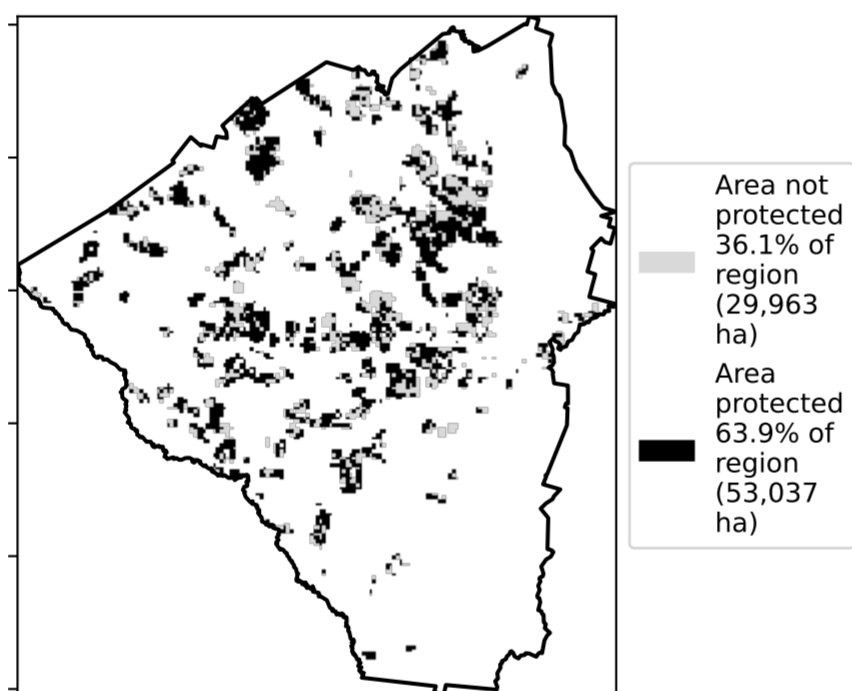 Area not
protected
36.1% of
region
(29,963
ha)
Area
protected
63.9% of
region
(53,037
ha)